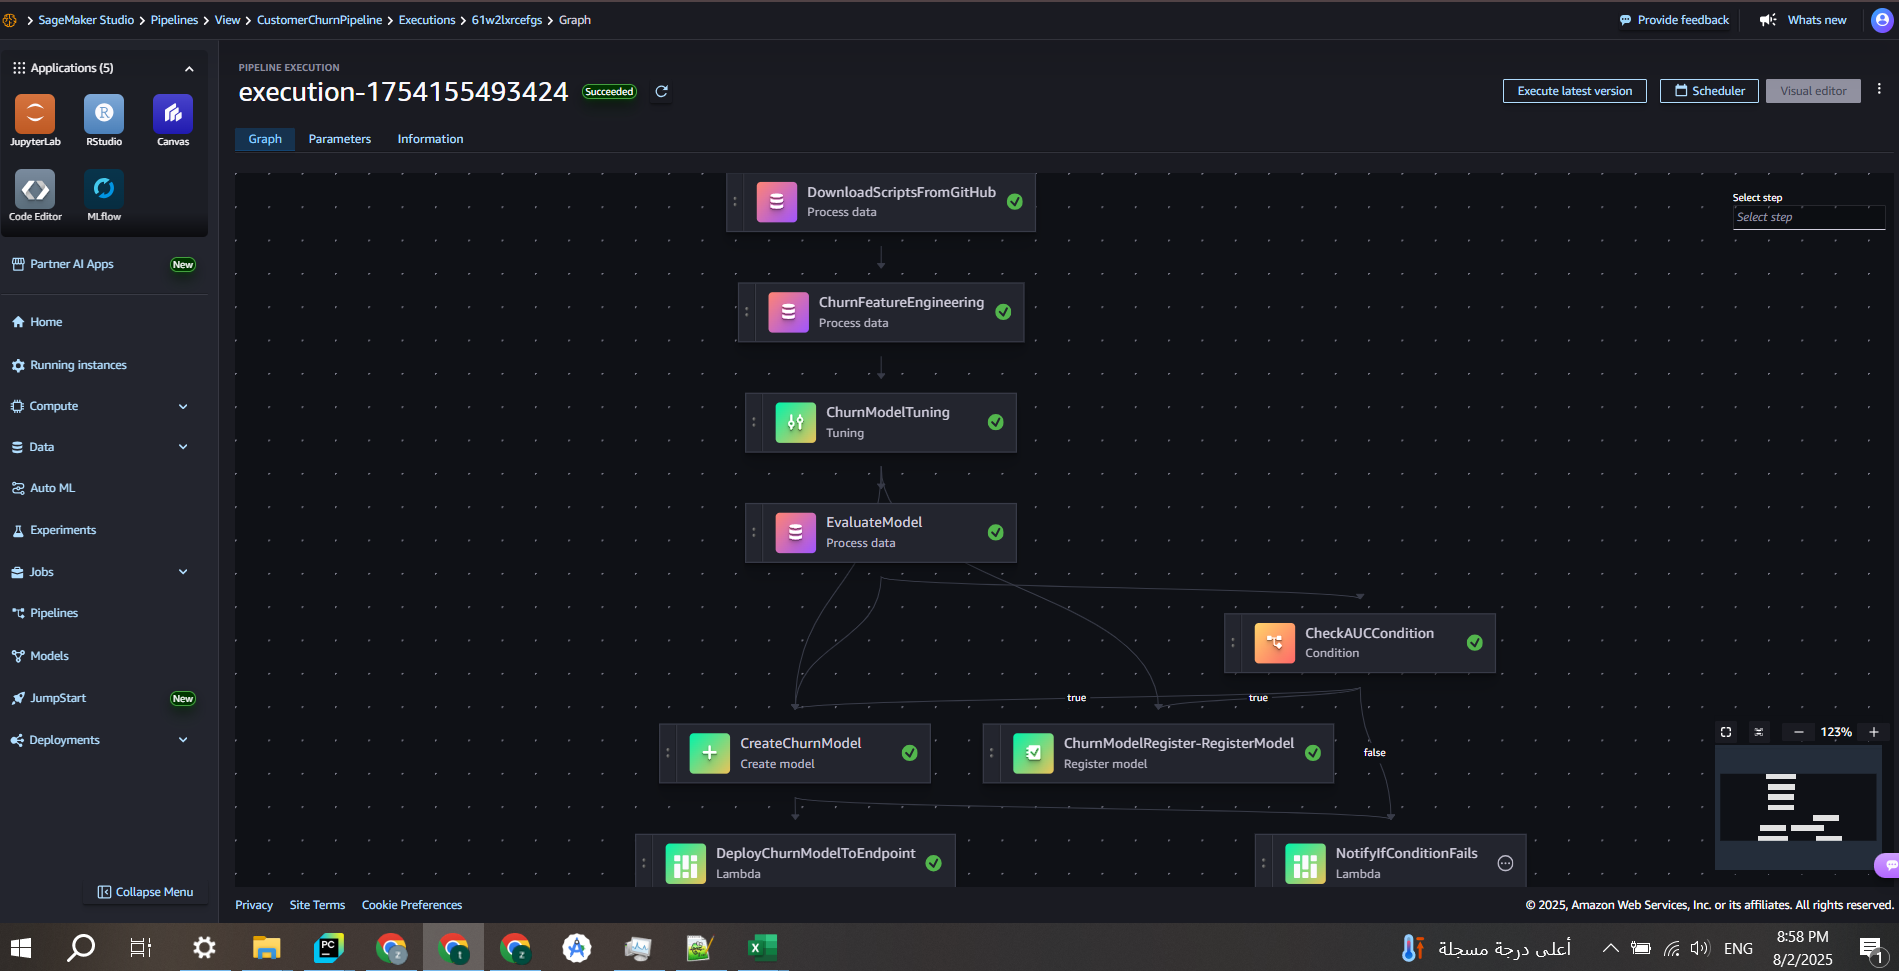 SageMaker Studio > Pipelines > View > CustomerChurnPipeline > Executions > 61w2lxrcefgs > Graph
Provide feedback
Whats new
Applications (5)
JupyterLab
RStudio
Canvas
Code Editor
MLflow
Partner AI Apps
New
Home
Running instances
Compute
Data
Auto ML
Experiments
Jobs
Pipelines
Models
JumpStart
New
Deployments
Collapse Menu
PIPELINE EXECUTION
execution-1754155493424
Succeeded
Execute latest version
Scheduler
Visual editor
Graph
Parameters
Information
Select step
Select step
DownloadScriptsFromGitHub
Process data
ChurnFeatureEngineering
Process data
ChurnModelTuning
Tuning
EvaluateModel
Process data
CheckAUCCondition
Condition
true
true
CreateChurnModel
Create model
ChurnModelRegister-RegisterModel
Register model
false
DeployChurnModelToEndpoint
Lambda
NotifyIfConditionFails
Lambda
123%
Privacy
Site Terms
Cookie Preferences
© 2025, Amazon Web Services, Inc. or its affiliates. All rights reserved.
PC
z
t
z
أعلى درجة مسجلة
ENG
8:58 PM
8/2/2025
1